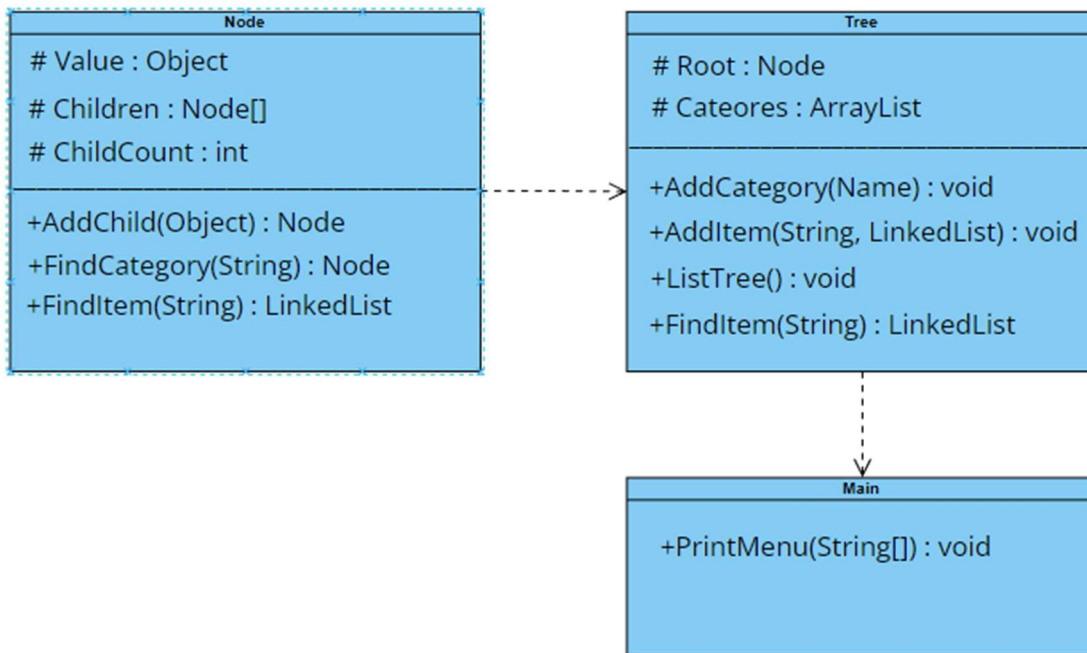 Node
# Value : Object
# Children : Node[]
# ChildCount : int
+AddChild(Object) : Node
+FindCategory(String) : Node
+FindItem(String) : LinkedList
Tree
# Root : Node
# Cateores : ArrayList
+AddCategory(Name) : void
+AddItem(String, LinkedList) : void
+ListTree() : void
+FindItem(String) : LinkedList
Main
+PrintMenu(String[]) : void